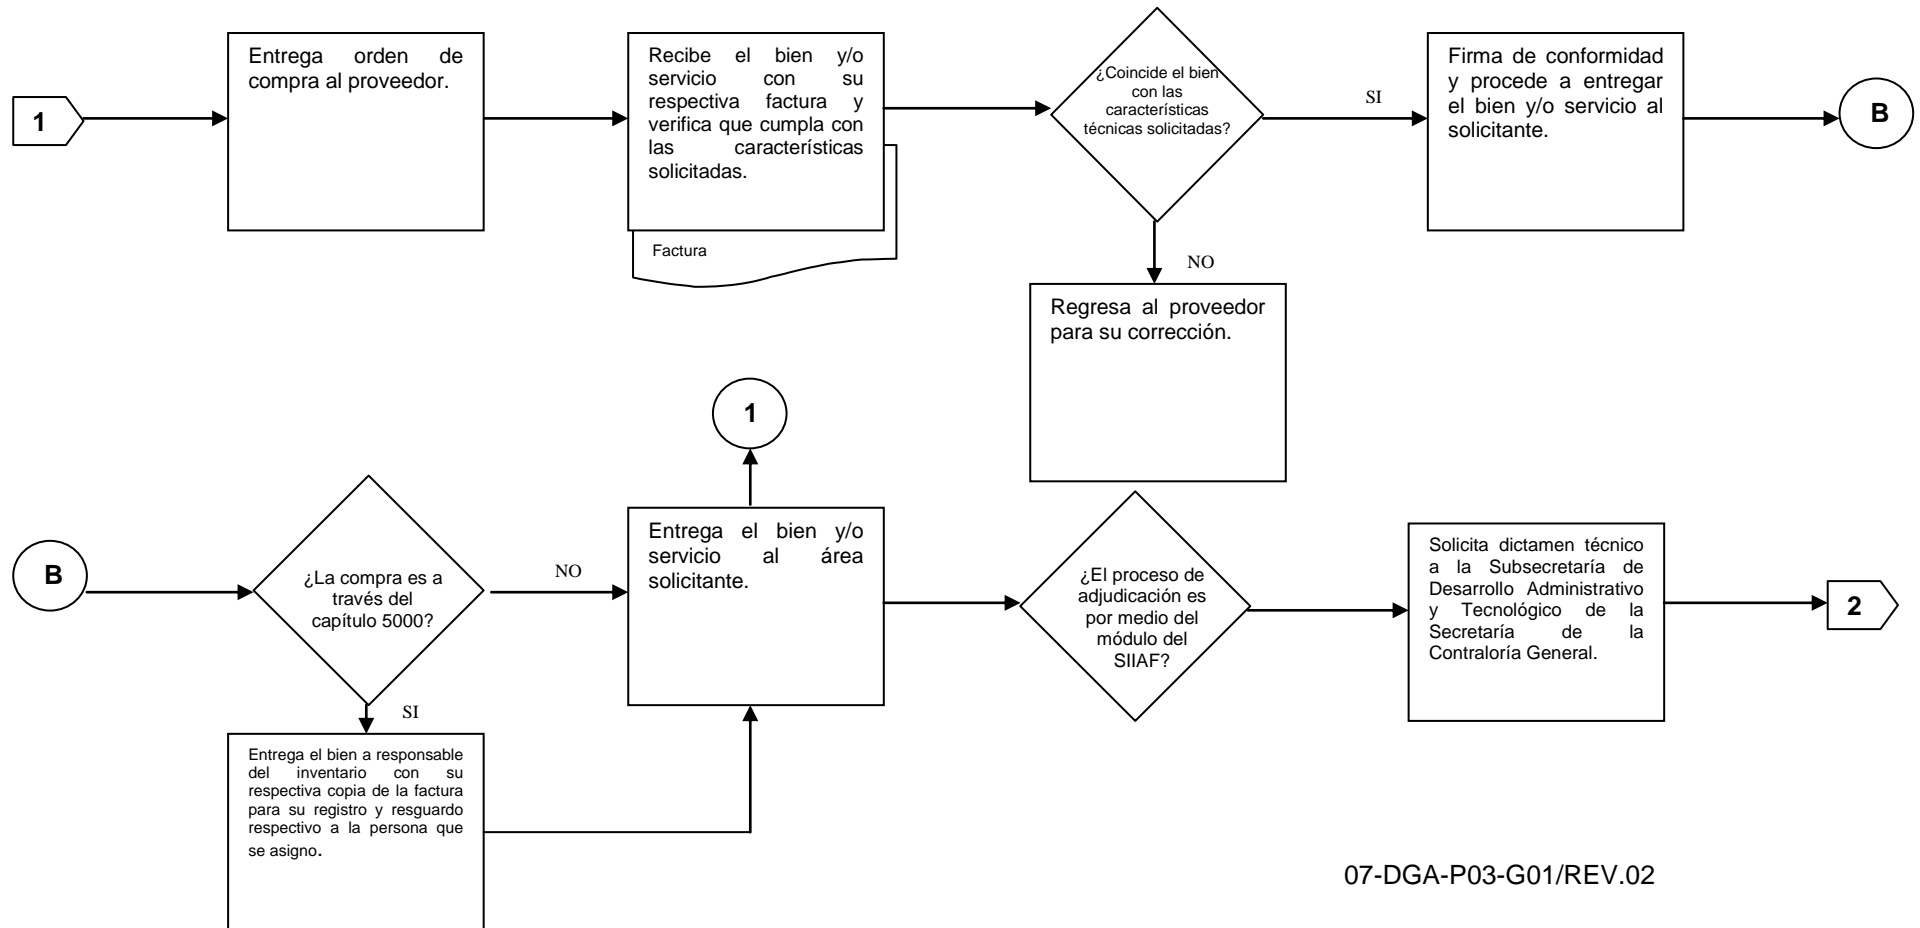 1
Entrega orden de
compra al proveedor.
Recibe el bien y/o
servicio con su
respectiva factura y
verifica que cumpla con
las características
solicitadas.
Factura
¿Coincide el bien
con las
características
técnicas solicitadas?
SI
Firma de conformidad
y procede a entregar
el bien y/o servicio al
solicitante.
B
NO
Regresa al proveedor
para su corrección.
1
B
¿La compra es a
través del
capítulo 5000?
NO
Entrega el bien y/o
servicio al área
solicitante.
¿El proceso de
adjudicación es
por medio del
módulo del
SIIAF?
Solicita dictamen técnico
a la Subsecretaría de
Desarrollo Administrativo
y Tecnológico de la
Secretaría de la
Contraloría General.
2
SI
Entrega el bien a responsable
del inventario con su
respectiva copia de la factura
para su registro y resguardo
respectivo a la persona que
se asigno.
07-DGA-P03-G01/REV.02